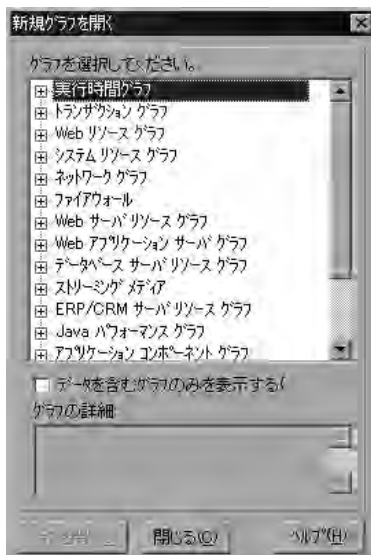 新規グラフを開く
グラフを選択してください。
実行時間グラフ
トランザクション グラフ
Web リソース グラフ
システム リソース グラフ
ネットワーク グラフ
ファイアウォール
Web サーバ リソース グラフ
Web アプリケーション サーバ グラフ
データベース サーバ リソース グラフ
ストリーミング メディア
ERP/CRM サーバ リソース グラフ
Java パフォーマンス グラフ
アプリケーション コンポーネント グラフ
データを含むグラフのみを表示する(
グラフの詳細:
閉じる(C) ヘルプ(H)